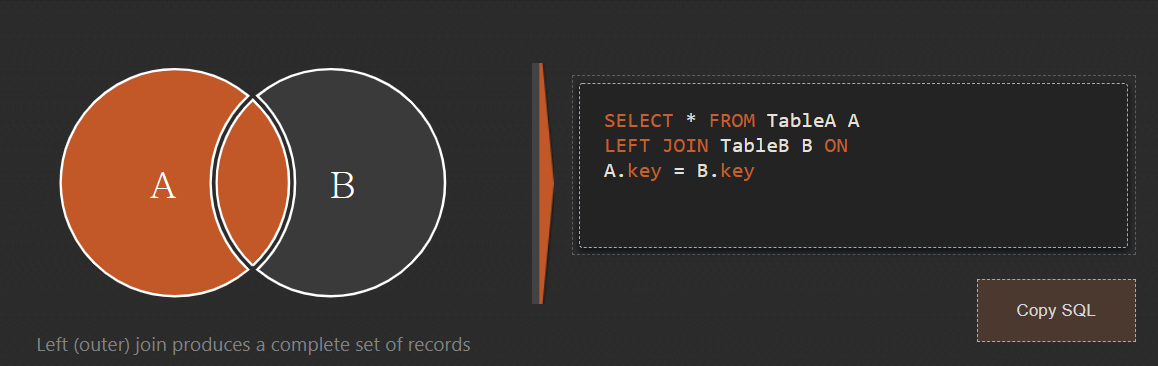 A
B
SELECT * FROM TableA A
LEFT JOIN TableB B ON
A.key = B.key
Copy SQL
Left (outer) join produces a complete set of records